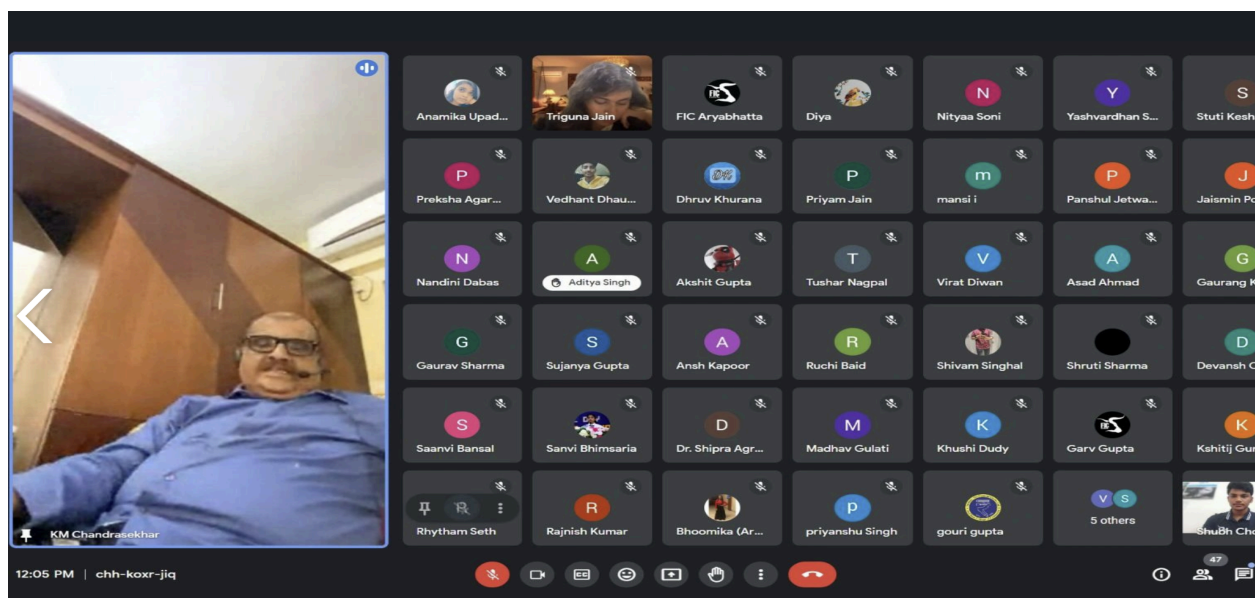 Anamika Upad...
Triguna Jain
FIC Aryabhatta
Diya
N
Nityaa Soni
Y
Yashvardhan S...
S
Stuti Kesh
P
Preksha Agar...
Vedhant Dhau...
Dhruv Khurana
P
Priyam Jain
m
mansi i
P
Panshul Jetwa...
J
Jaismin Po
N
Nandini Dabas
A
Aditya Singh
Akshit Gupta
T
Tushar Nagpal
V
Virat Diwan
A
Asad Ahmad
G
Gaurang K
G
Gaurav Sharma
S
Sujanya Gupta
A
Ansh Kapoor
R
Ruchi Baid
Shivam Singhal
Shruti Sharma
D
Devansh
S
Saanvi Bansal
Sanvi Bhimsaria
D
Dr. Shipra Agr...
M
Madhav Gulati
K
Khushi Dudy
Garv Gupta
K
Kshitij Gu
Rhytham Seth
R
Rajnish Kumar
Bhoomika (Ar...
p
priyanshu Singh
gouri gupta
V S
5 others
Shubh Cho
KM Chandrasekhar
12:05 PM | chh-koxr-jiq
CC
47